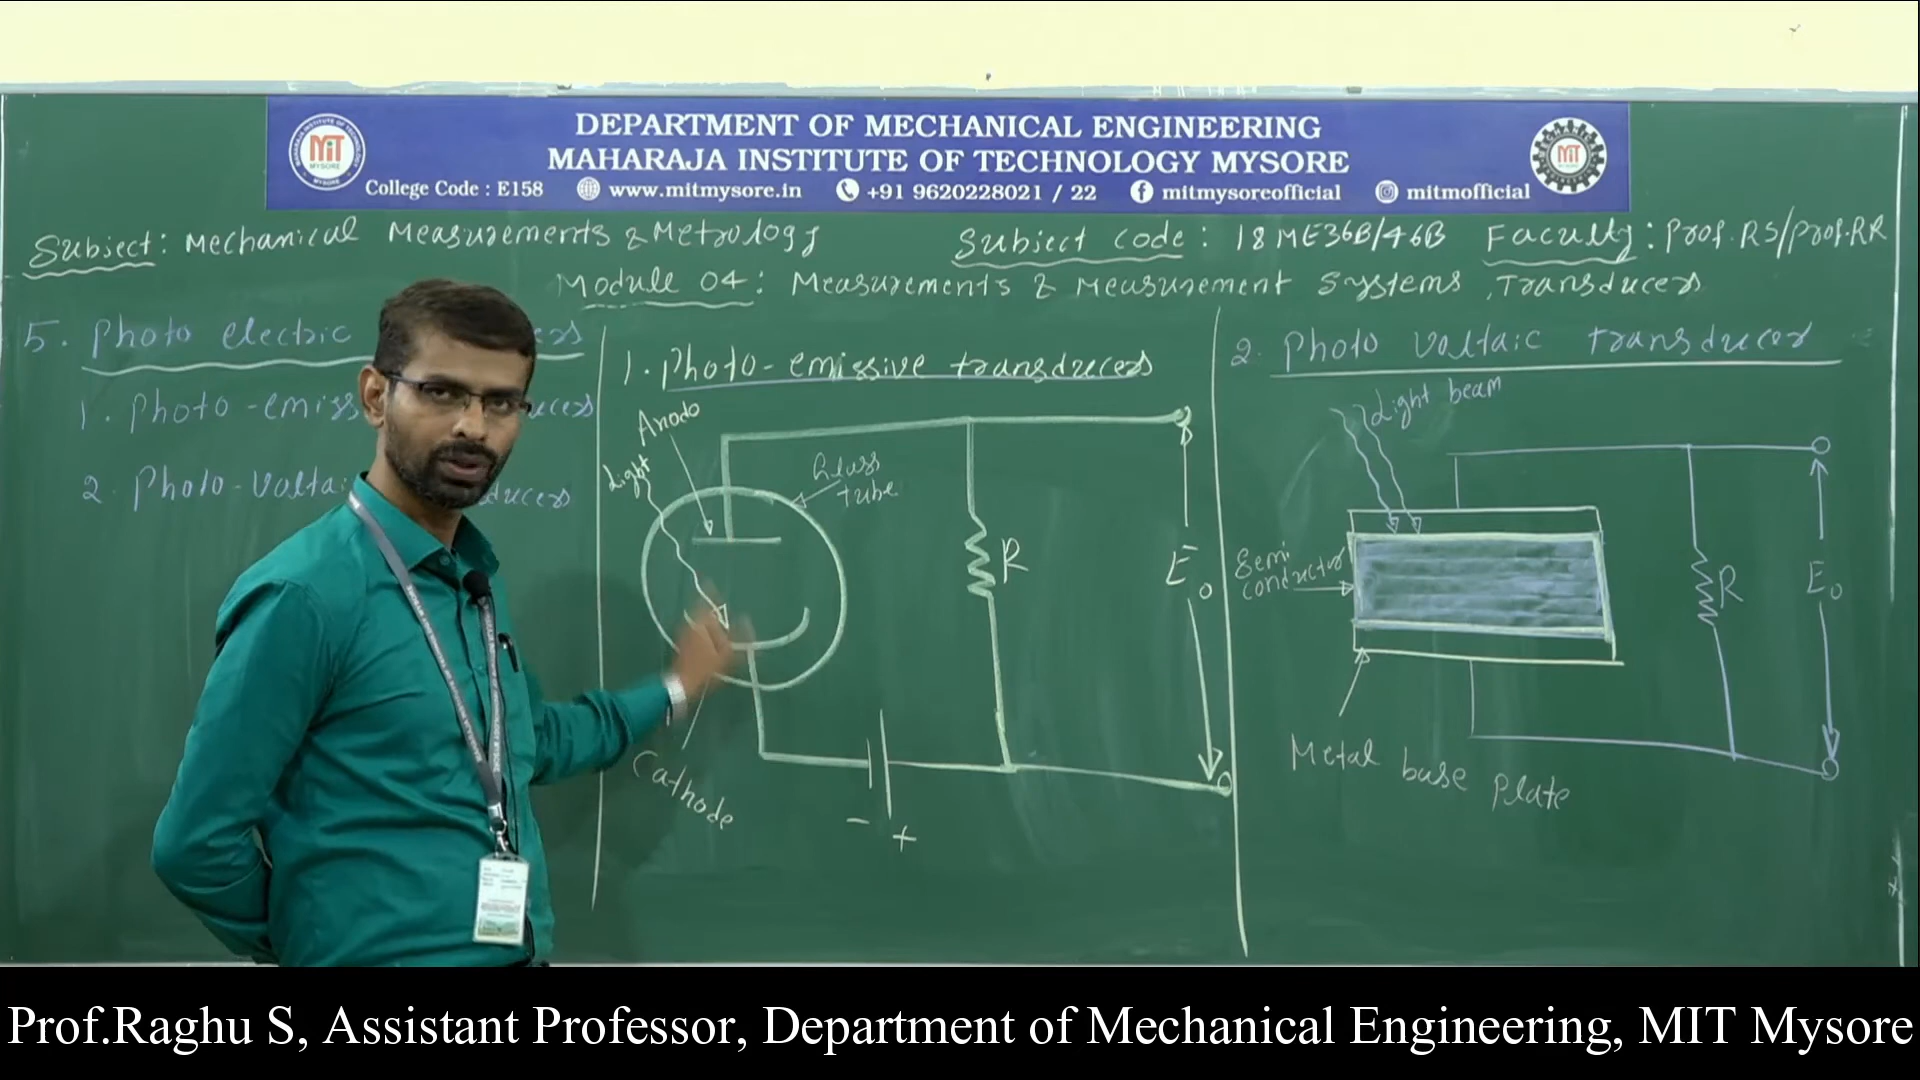 DEPARTMENT OF MECHANICAL ENGINEERING
MAHARAJA INSTITUTE OF TECHNOLOGY MYSORE
College Code : E158 www.mitmysore.in +91 9620228021 / 22 mitmysoreofficial mitmofficial
MIT
MYSORE
MIT
Subject: Mechanical Measurements & Metrology Subject code: 18ME36B/46B Faculty: Prof.RS/Prof.RR
Module 04: Measurements & Measurement Systems, Transducers
5. Photo electric
1. Photo-emiss
2. Photo-Volta
1. Photo-emissive transducers
Anode
Light
Glass
tube
R
E0
Cathode
- +
2. Photo Voltaic transducer
Light beam
Semi
conductor
R
E0
Metal base Plate
Prof.Raghu S, Assistant Professor, Department of Mechanical Engineering, MIT Mysore